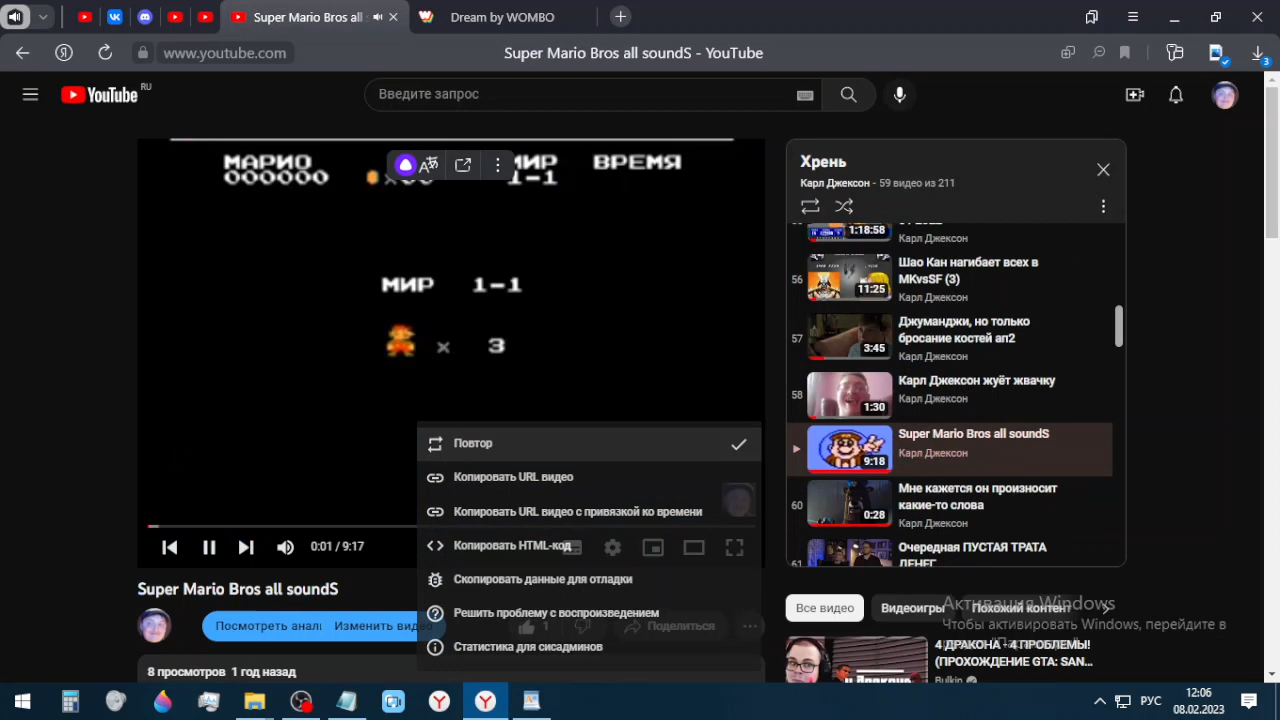 Super Mario Bros all
Dream by WOMBO
www.youtube.com
Super Mario Bros all soundS - YouTube
3
YouTube
RU
Введите запрос
МАРИО
000000
МИР
1-1
ВРЕМЯ
МИР 1-1
× 3
Повтор
Копировать URL видео
Копировать URL видео с привязкой ко времени
Копировать HTML-код
Скопировать данные для отладки
Решить проблему с воспроизведением
Статистика для сисадминов
0:01 / 9:17
Super Mario Bros all soundS
Посмотреть анали
Изменить видео
1
Поделиться
8 просмотров 1 год назад
Хрень
Карл Джексон - 59 видео из 211
1:18:58
Карл Джексон
56
11:25
Шао Кан нагибает всех в
MKvsSF (3)
Карл Джексон
57
3:45
Джуманджи, но только
бросание костей ап2
Карл Джексон
58
1:30
Карл Джексон жуёт жвачку
Карл Джексон
9:18
Super Mario Bros all soundS
Карл Джексон
60
0:28
Мне кажется он произносит
какие-то слова
Карл Джексон
61
Очередная ПУСТАЯ ТРАТА
ДЕНЕГ
Все видео
Видеоигры
Похожий контент
Активация Windows
Чтобы активировать Windows, перейдите в
4 ДРАКОНА - 4 ПРОБЛЕМЫ!
(ПРОХОЖДЕНИЕ GTA: SAN...
Bulkin
РУС
12:06
08.02.2023